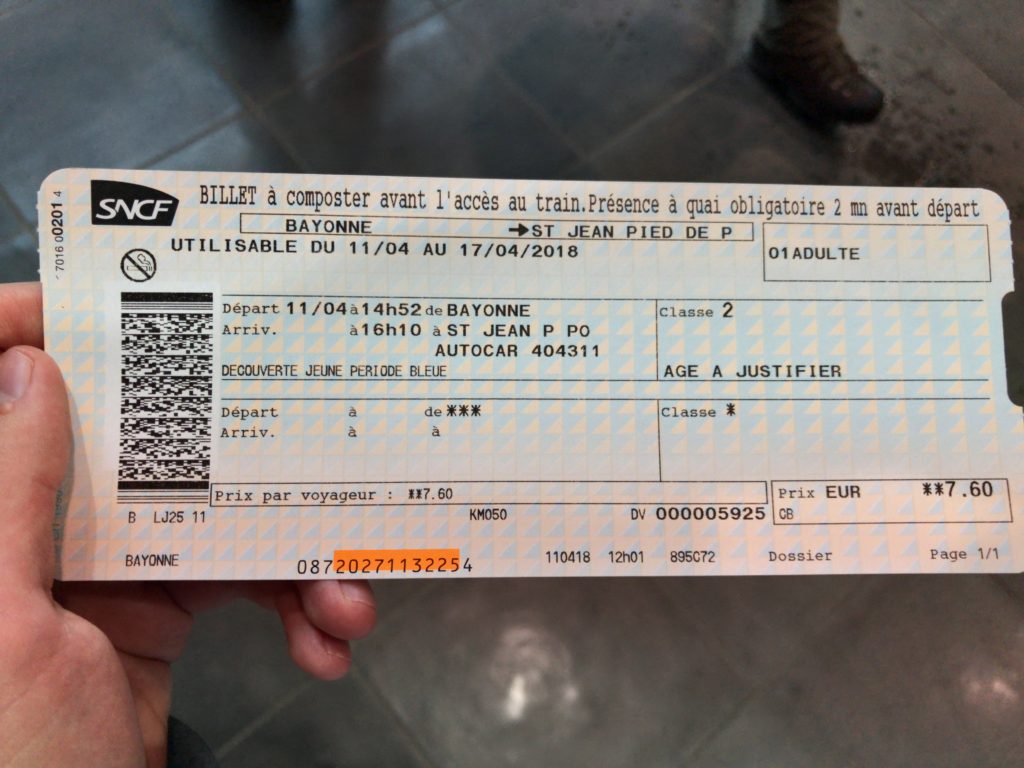 7016 002014
SNCF
BILLET à composter avant l'accès au train.Présence à quai obligatoire 2 mn avant départ
BAYONNE ➔ST JEAN PIED DE P
UTILISABLE DU 11/04 AU 17/04/2018
01ADULTE
Départ 11/04 à 14h52 de BAYONNE
Classe 2
Arriv. à 16h10 à ST JEAN P PO
AUTOCAR 404311
DECOUVERTE JEUNE PERIODE BLEUE
AGE A JUSTIFIER
Départ à de ***
Classe *
Arriv. à à
Prix par voyageur : **7.60
Prix EUR **7.60
B LJ25 11
KM050
DV 000005925
CB
BAYONNE
08720271132254
110418 12h01 895C72 Dossier Page 1/1